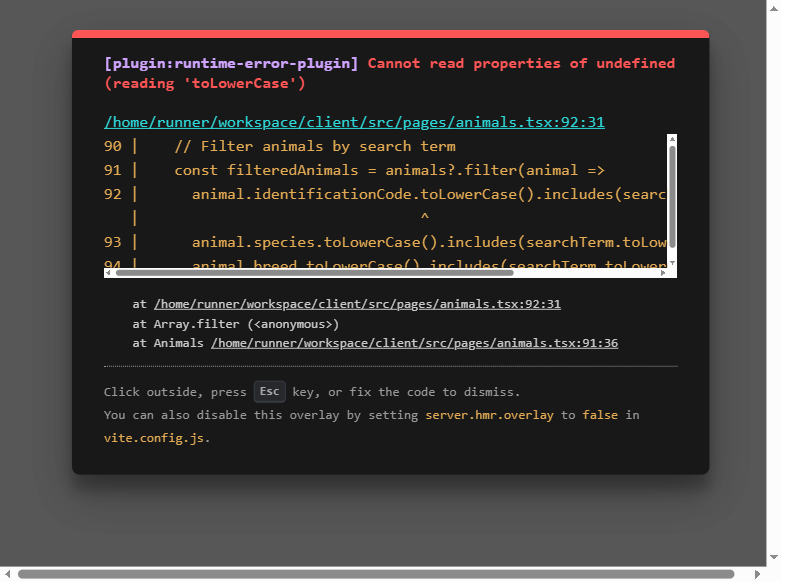 [plugin:runtime-error-plugin] Cannot read properties of undefined
(reading 'toLowerCase')
/home/runner/workspace/client/src/pages/animals.tsx:92:31
90 |    // Filter animals by search term
91 |    const filteredAnimals = animals?.filter(animal =>
92 |      animal.identificationCode.toLowerCase().includes(searc
   |                                ^
93 |      animal.species.toLowerCase().includes(searchTerm.toLow
94 |      animal.breed.toLowerCase().includes(searchTerm.toLower
at /home/runner/workspace/client/src/pages/animals.tsx:92:31
at Array.filter (<anonymous>)
at Animals /home/runner/workspace/client/src/pages/animals.tsx:91:36
Click outside, press Esc key, or fix the code to dismiss.
You can also disable this overlay by setting server.hmr.overlay to false in
vite.config.js.